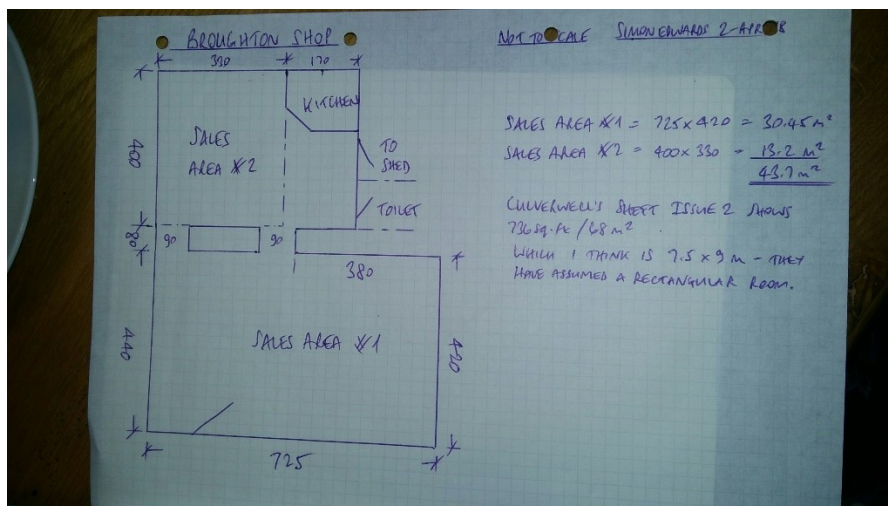 BROUGHTON SHOP
NOT TO SCALE SIMON EDWARDS 2-APR 8
330 170
KITCHEN
SALES
AREA #2
400
TO
SHED
TOILET
80 90 90
380
SALES AREA #1
440
420
725
SALES AREA #1 = 725 x 420 = 30.45 m²
SALES AREA #2 = 400 x 330 = 13.2 m²
43.7 m²
CULVERWELL'S SHEET ISSUE 2 SHOWS
736 sq.ft / 68 m².
WHICH I THINK IS 7.5 x 9 m - THEY
HAVE ASSUMED A RECTANGULAR ROOM.